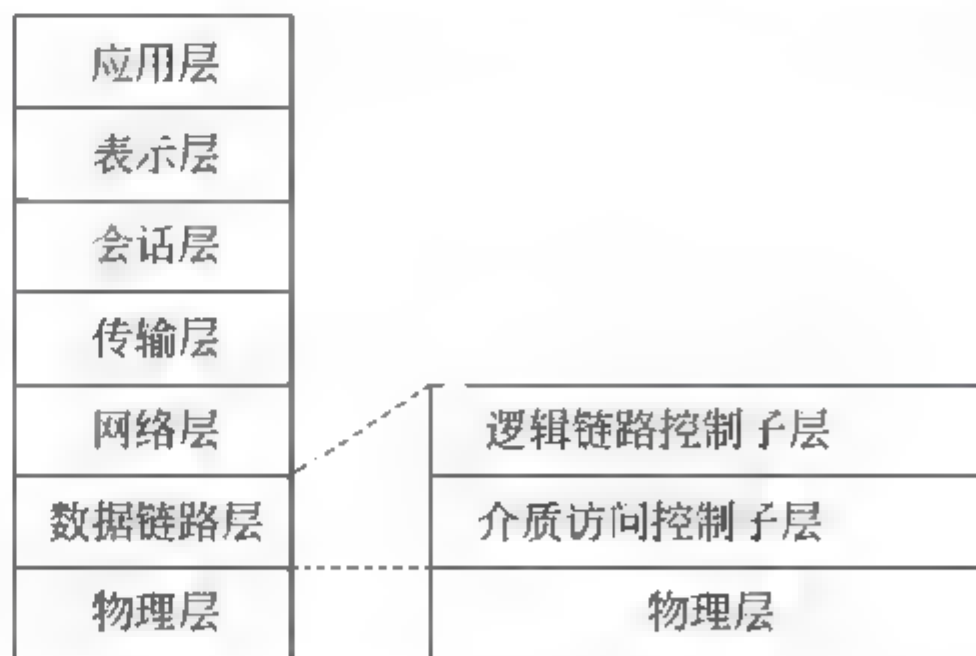 应用层
表示层
会话层
传输层
网络层
数据链路层
物理层
逻辑链路控制子层
介质访问控制子层
物理层